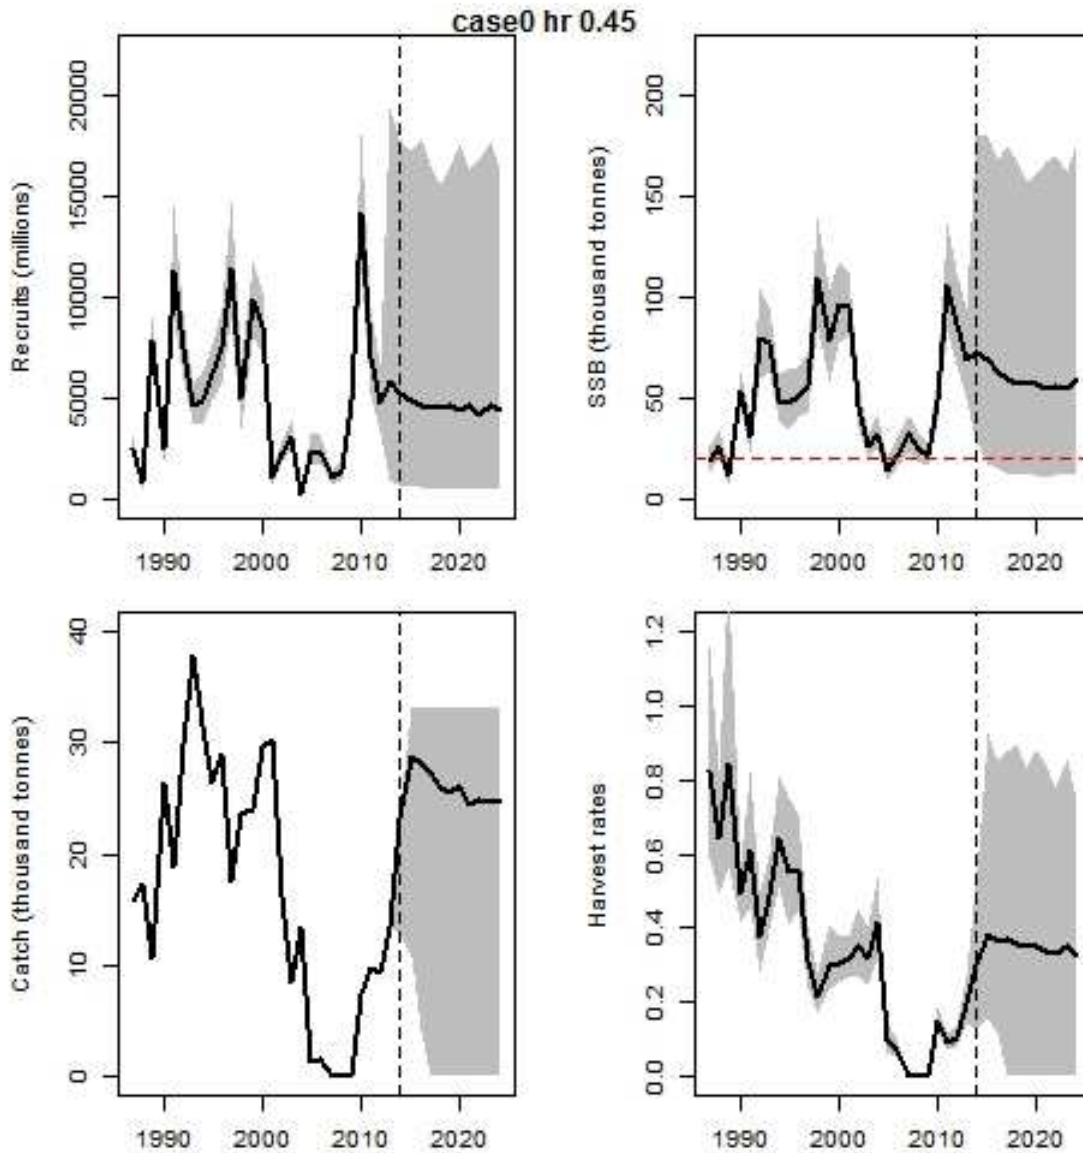 case0 hr 0.45
Recruits (millions)
20000
15000
10000
5000
0
1990 2000 2010 2020
SSB (thousand tonnes)
200
150
100
50
0
1990 2000 2010 2020
Catch (thousand tonnes)
40
30
20
10
0
1990 2000 2010 2020
Harvest rates
1.2
1.0
0.8
0.6
0.4
0.2
0.0
1990 2000 2010 2020